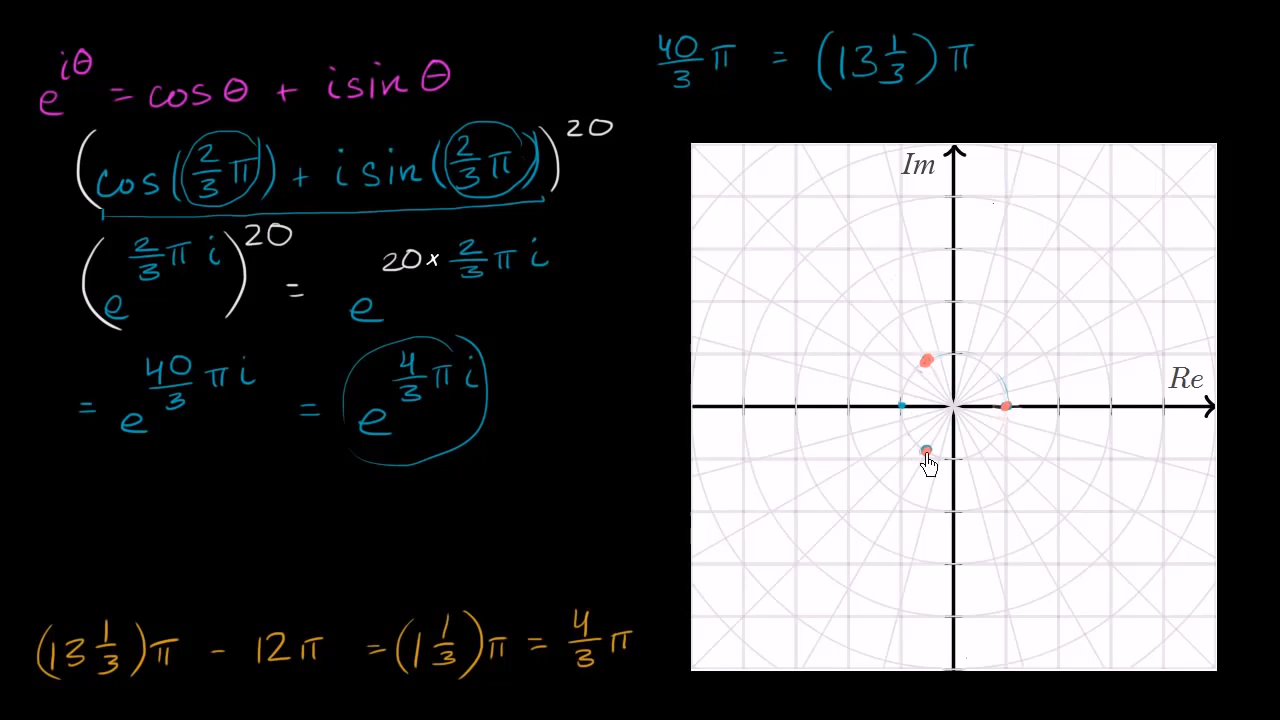 e^{iθ} = cos θ + i sin θ
(cos(2/3 π) + i sin(2/3 π))^{20}
(e^{2/3 π i})^{20} = e^{20 × 2/3 π i}
= e^{40/3 π i} = e^{4/3 π i}
(13 1/3)π - 12π = (1 1/3)π = 4/3 π
40/3 π = (13 1/3)π
Im
Re